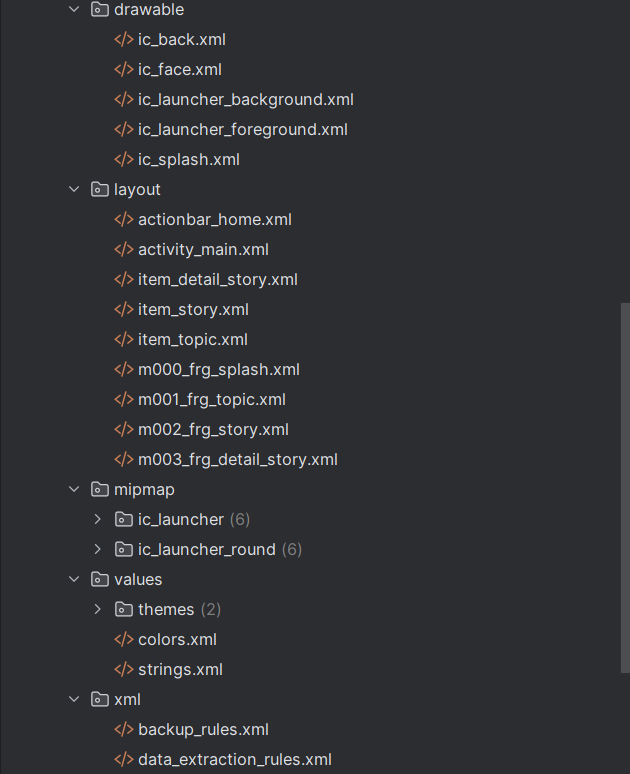 drawable
ic_back.xml
ic_face.xml
ic_launcher_background.xml
ic_launcher_foreground.xml
ic_splash.xml
layout
actionbar_home.xml
activity_main.xml
item_detail_story.xml
item_story.xml
item_topic.xml
m000_frg_splash.xml
m001_frg_topic.xml
m002_frg_story.xml
m003_frg_detail_story.xml
mipmap
ic_launcher (6)
ic_launcher_round (6)
values
themes (2)
colors.xml
strings.xml
xml
backup_rules.xml
data_extraction_rules.xml